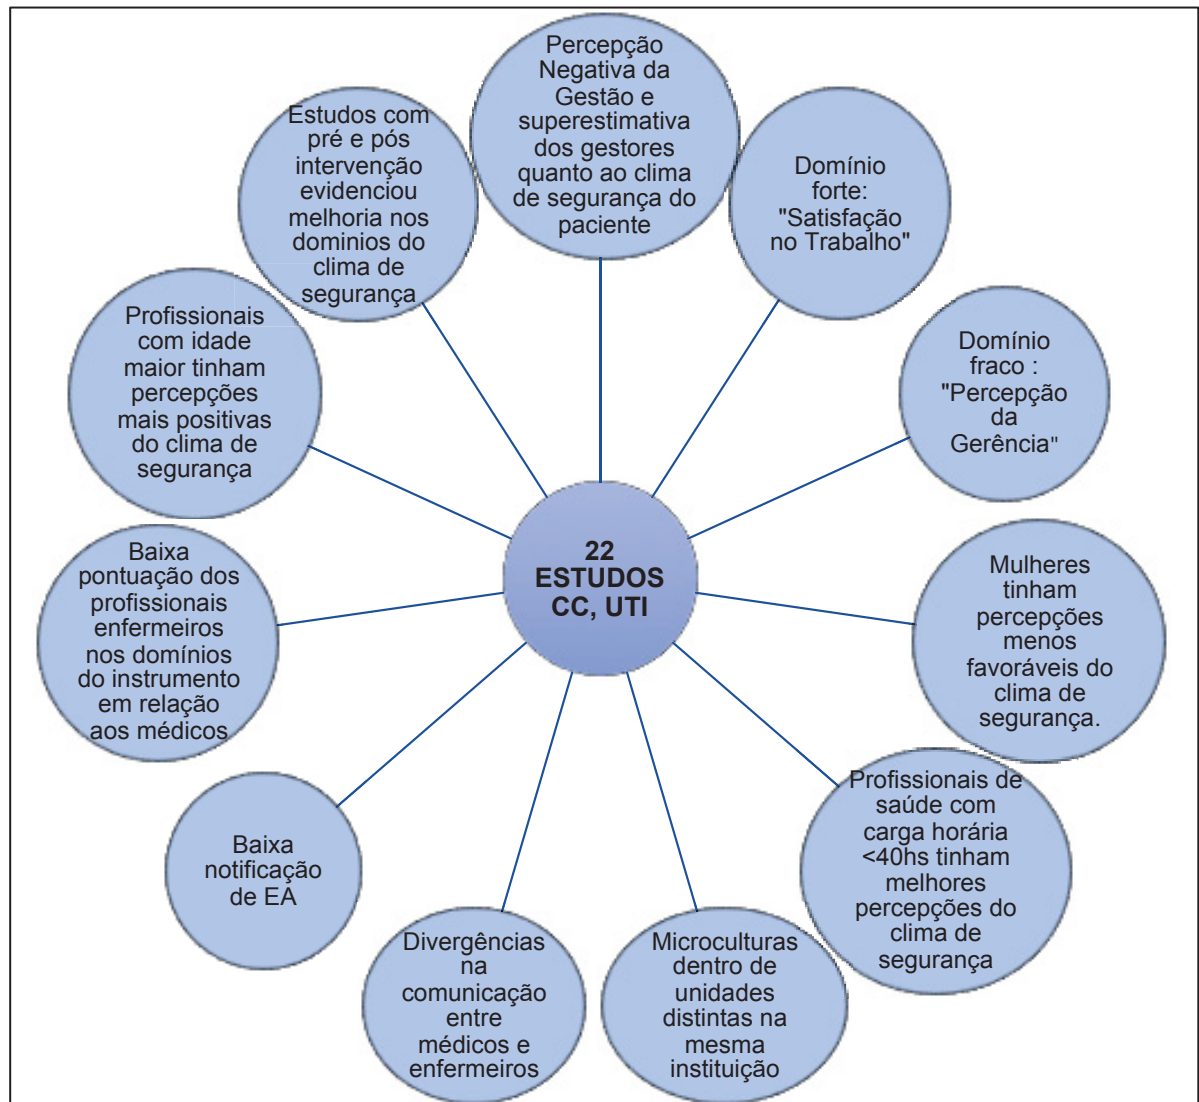 Percepção
Negativa da
Gestão e
superestimativa
dos gestores
quanto ao clima
de segurança do
paciente
Domínio
forte:
"Satisfação
no Trabalho"
Domínio
fraco :
"Percepção
da
Gerência"
Mulheres
tinham
percepções
menos
favoráveis do
clima de
segurança.
Profissionais de
saúde com
carga horária
<40hs tinham
melhores
percepções do
clima de
segurança
Microculturas
dentro de
unidades
distintas na
mesma
instituição
Divergências
na
comunicação
entre
médicos e
enfermeiros
Baixa
notificação
de EA
Baixa
pontuação dos
profissionais
enfermeiros
nos domínios
do instrumento
em relação
aos médicos
Profissionais
com idade
maior tinham
percepções
mais positivas
do clima de
segurança
Estudos com
pré e pós
intervenção
evidenciou
melhoria nos
dominios do
clima de
segurança
22
ESTUDOS
CC, UTI